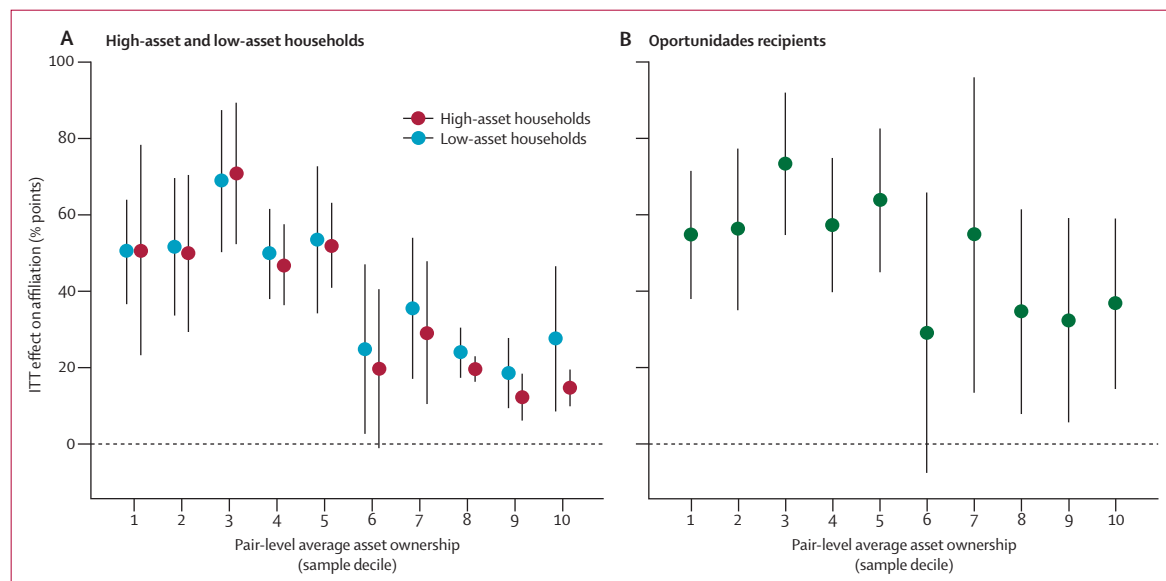 A High-asset and low-asset households
ITT effect on affiliation (% points)
100
80
60
40
20
0
High-asset households
Low-asset households
1 2 3 4 5 6 7 8 9 10
Pair-level average asset ownership
(sample decile)
B Oportunidades recipients
1 2 3 4 5 6 7 8 9 10
Pair-level average asset ownership
(sample decile)